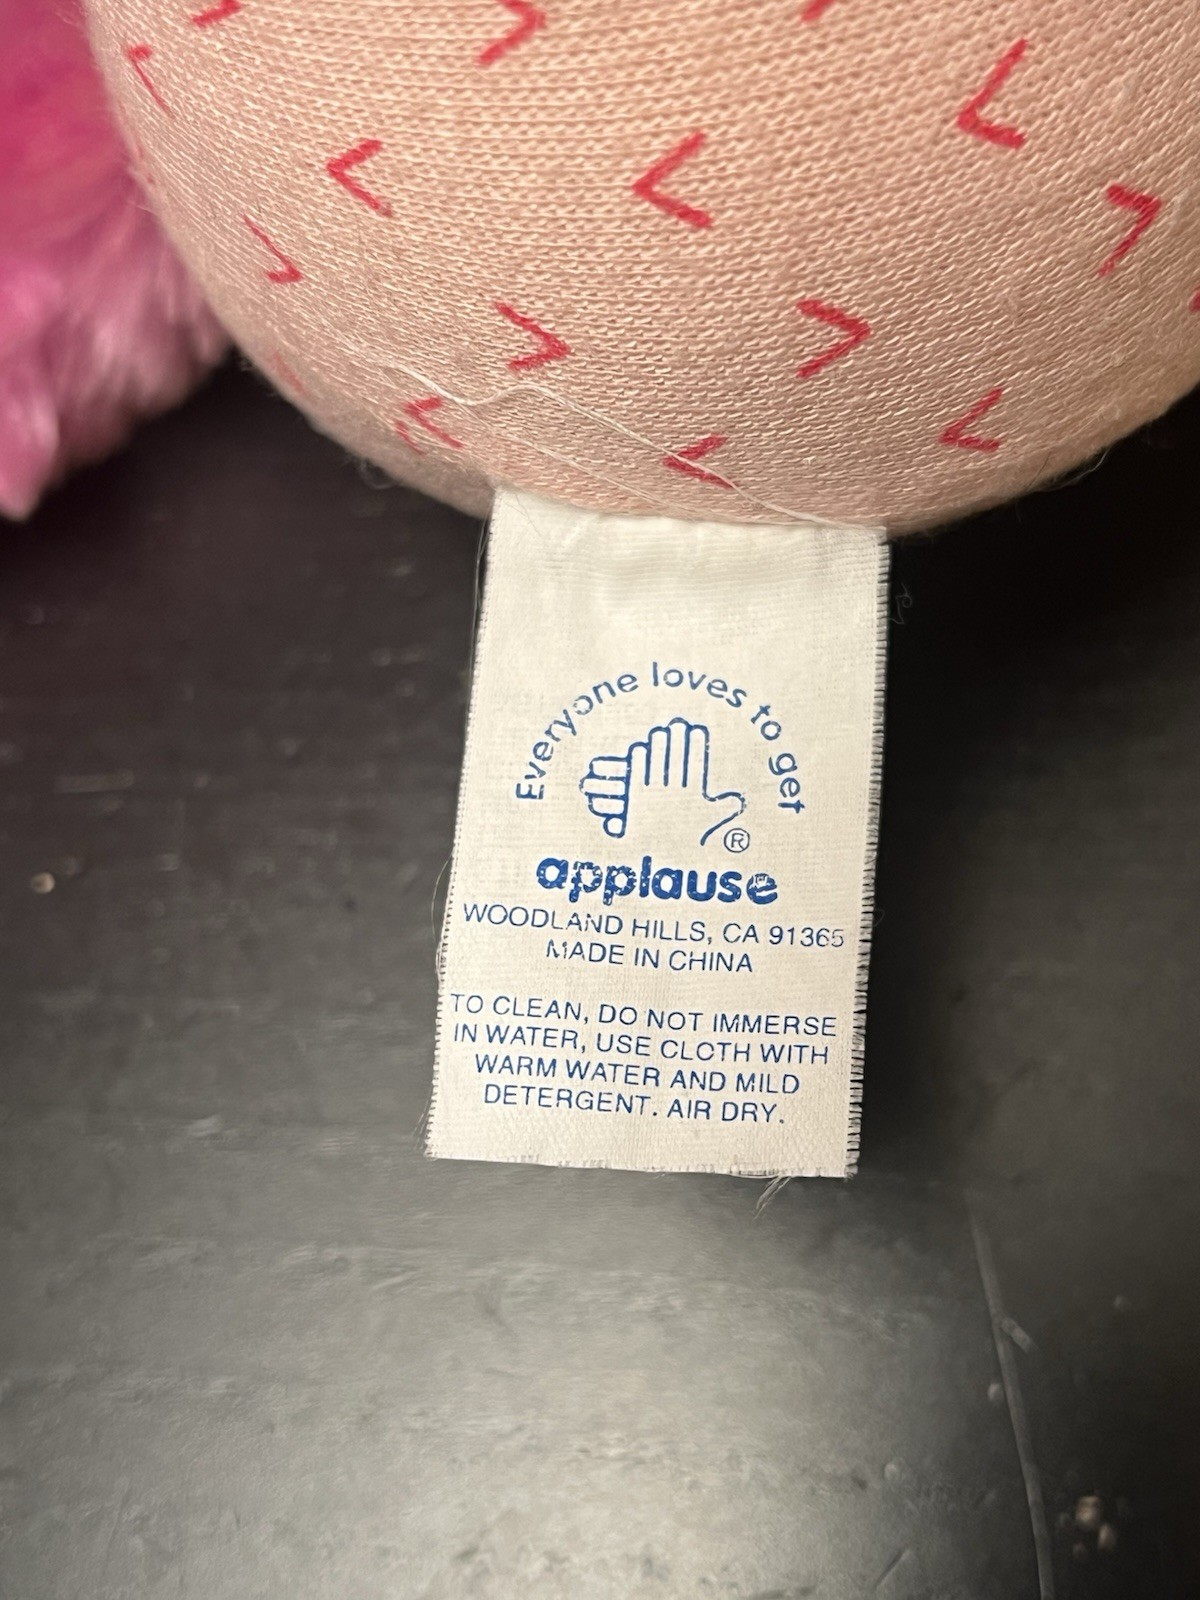 Everyone loves to get
®
applause
WOODLAND HILLS, CA 91365
MADE IN CHINA
TO CLEAN, DO NOT IMMERSE
IN WATER, USE CLOTH WITH
WARM WATER AND MILD
DETERGENT. AIR DRY.